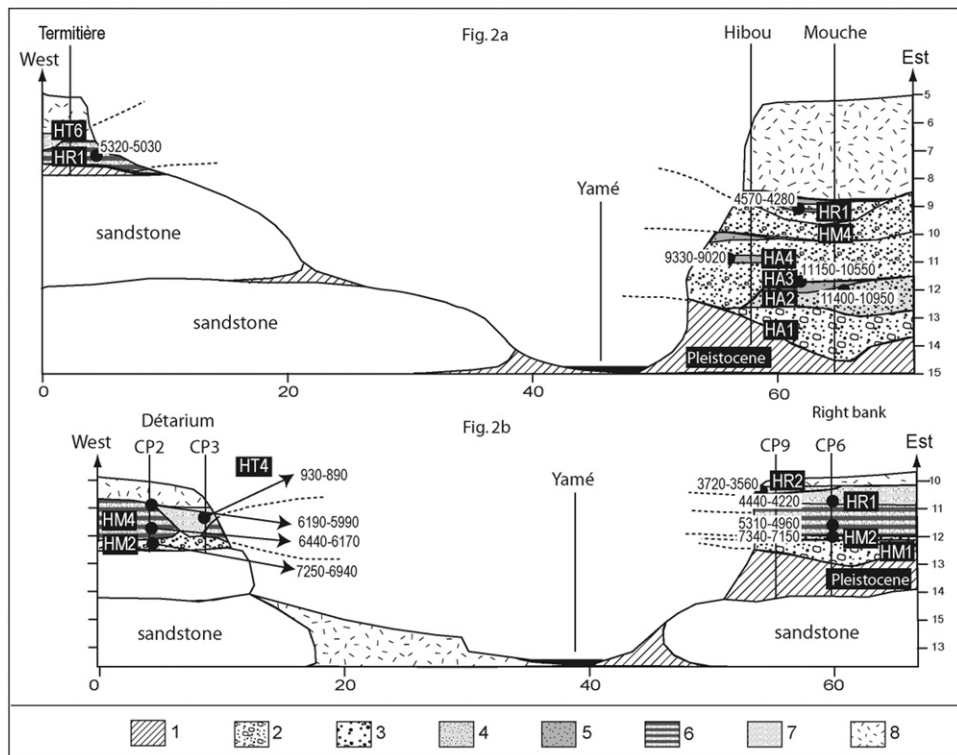 Termitière
Fig. 2a
Hibou
Mouche
West
Est
HT6
5320-5030
HR1
sandstone
sandstone
Yamé
4570-4280
HR1
HM4
9330-9020
HA4
HA3
11150-10550
HA2
11400-10950
HA1
Pleistocene
5
6
7
8
9
10
11
12
13
14
15
0
20
40
60
Détarium
Fig. 2b
Right bank
West
CP2
CP3
CP9
CP6
Est
HT4
930-890
Yamé
3720-3560
HR2
4440-4220
HR1
6190-5990
HM4
5310-4960
6440-6170
7340-7150
HM2
HM2
HM1
7250-6940
Pleistocene
sandstone
sandstone
10
11
12
13
14
15
13
0
20
40
60
1
2
3
4
5
6
7
8